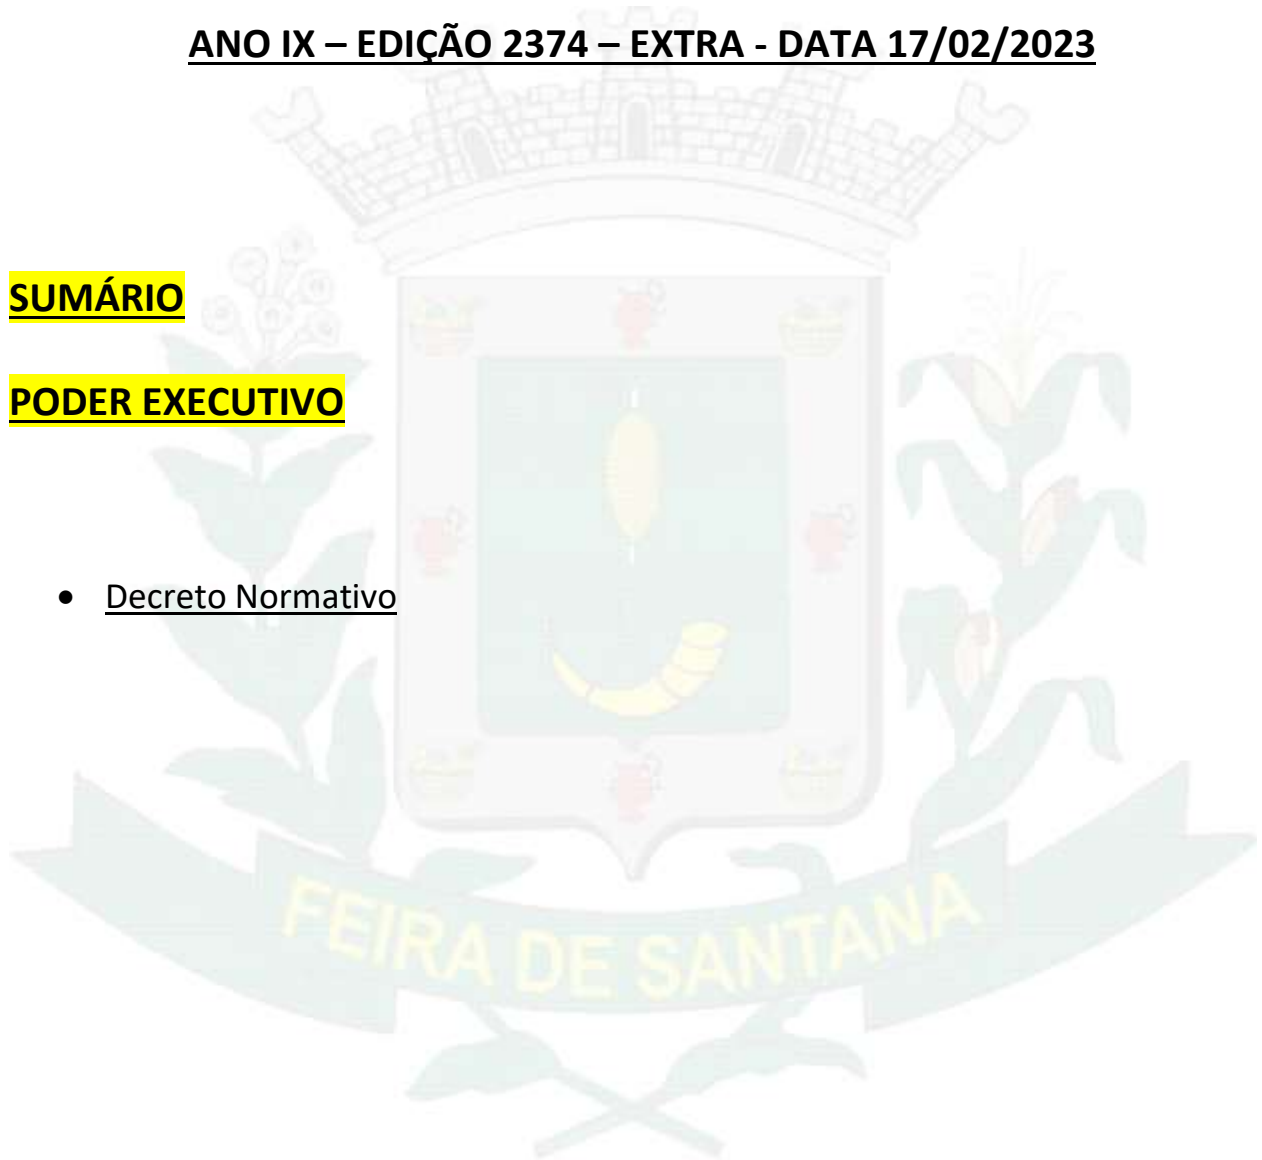 ANO IX – EDIÇÃO 2374 – EXTRA - DATA 17/02/2023
SUMÁRIO
PODER EXECUTIVO
• Decreto Normativo
FEIRA DE SANTANA